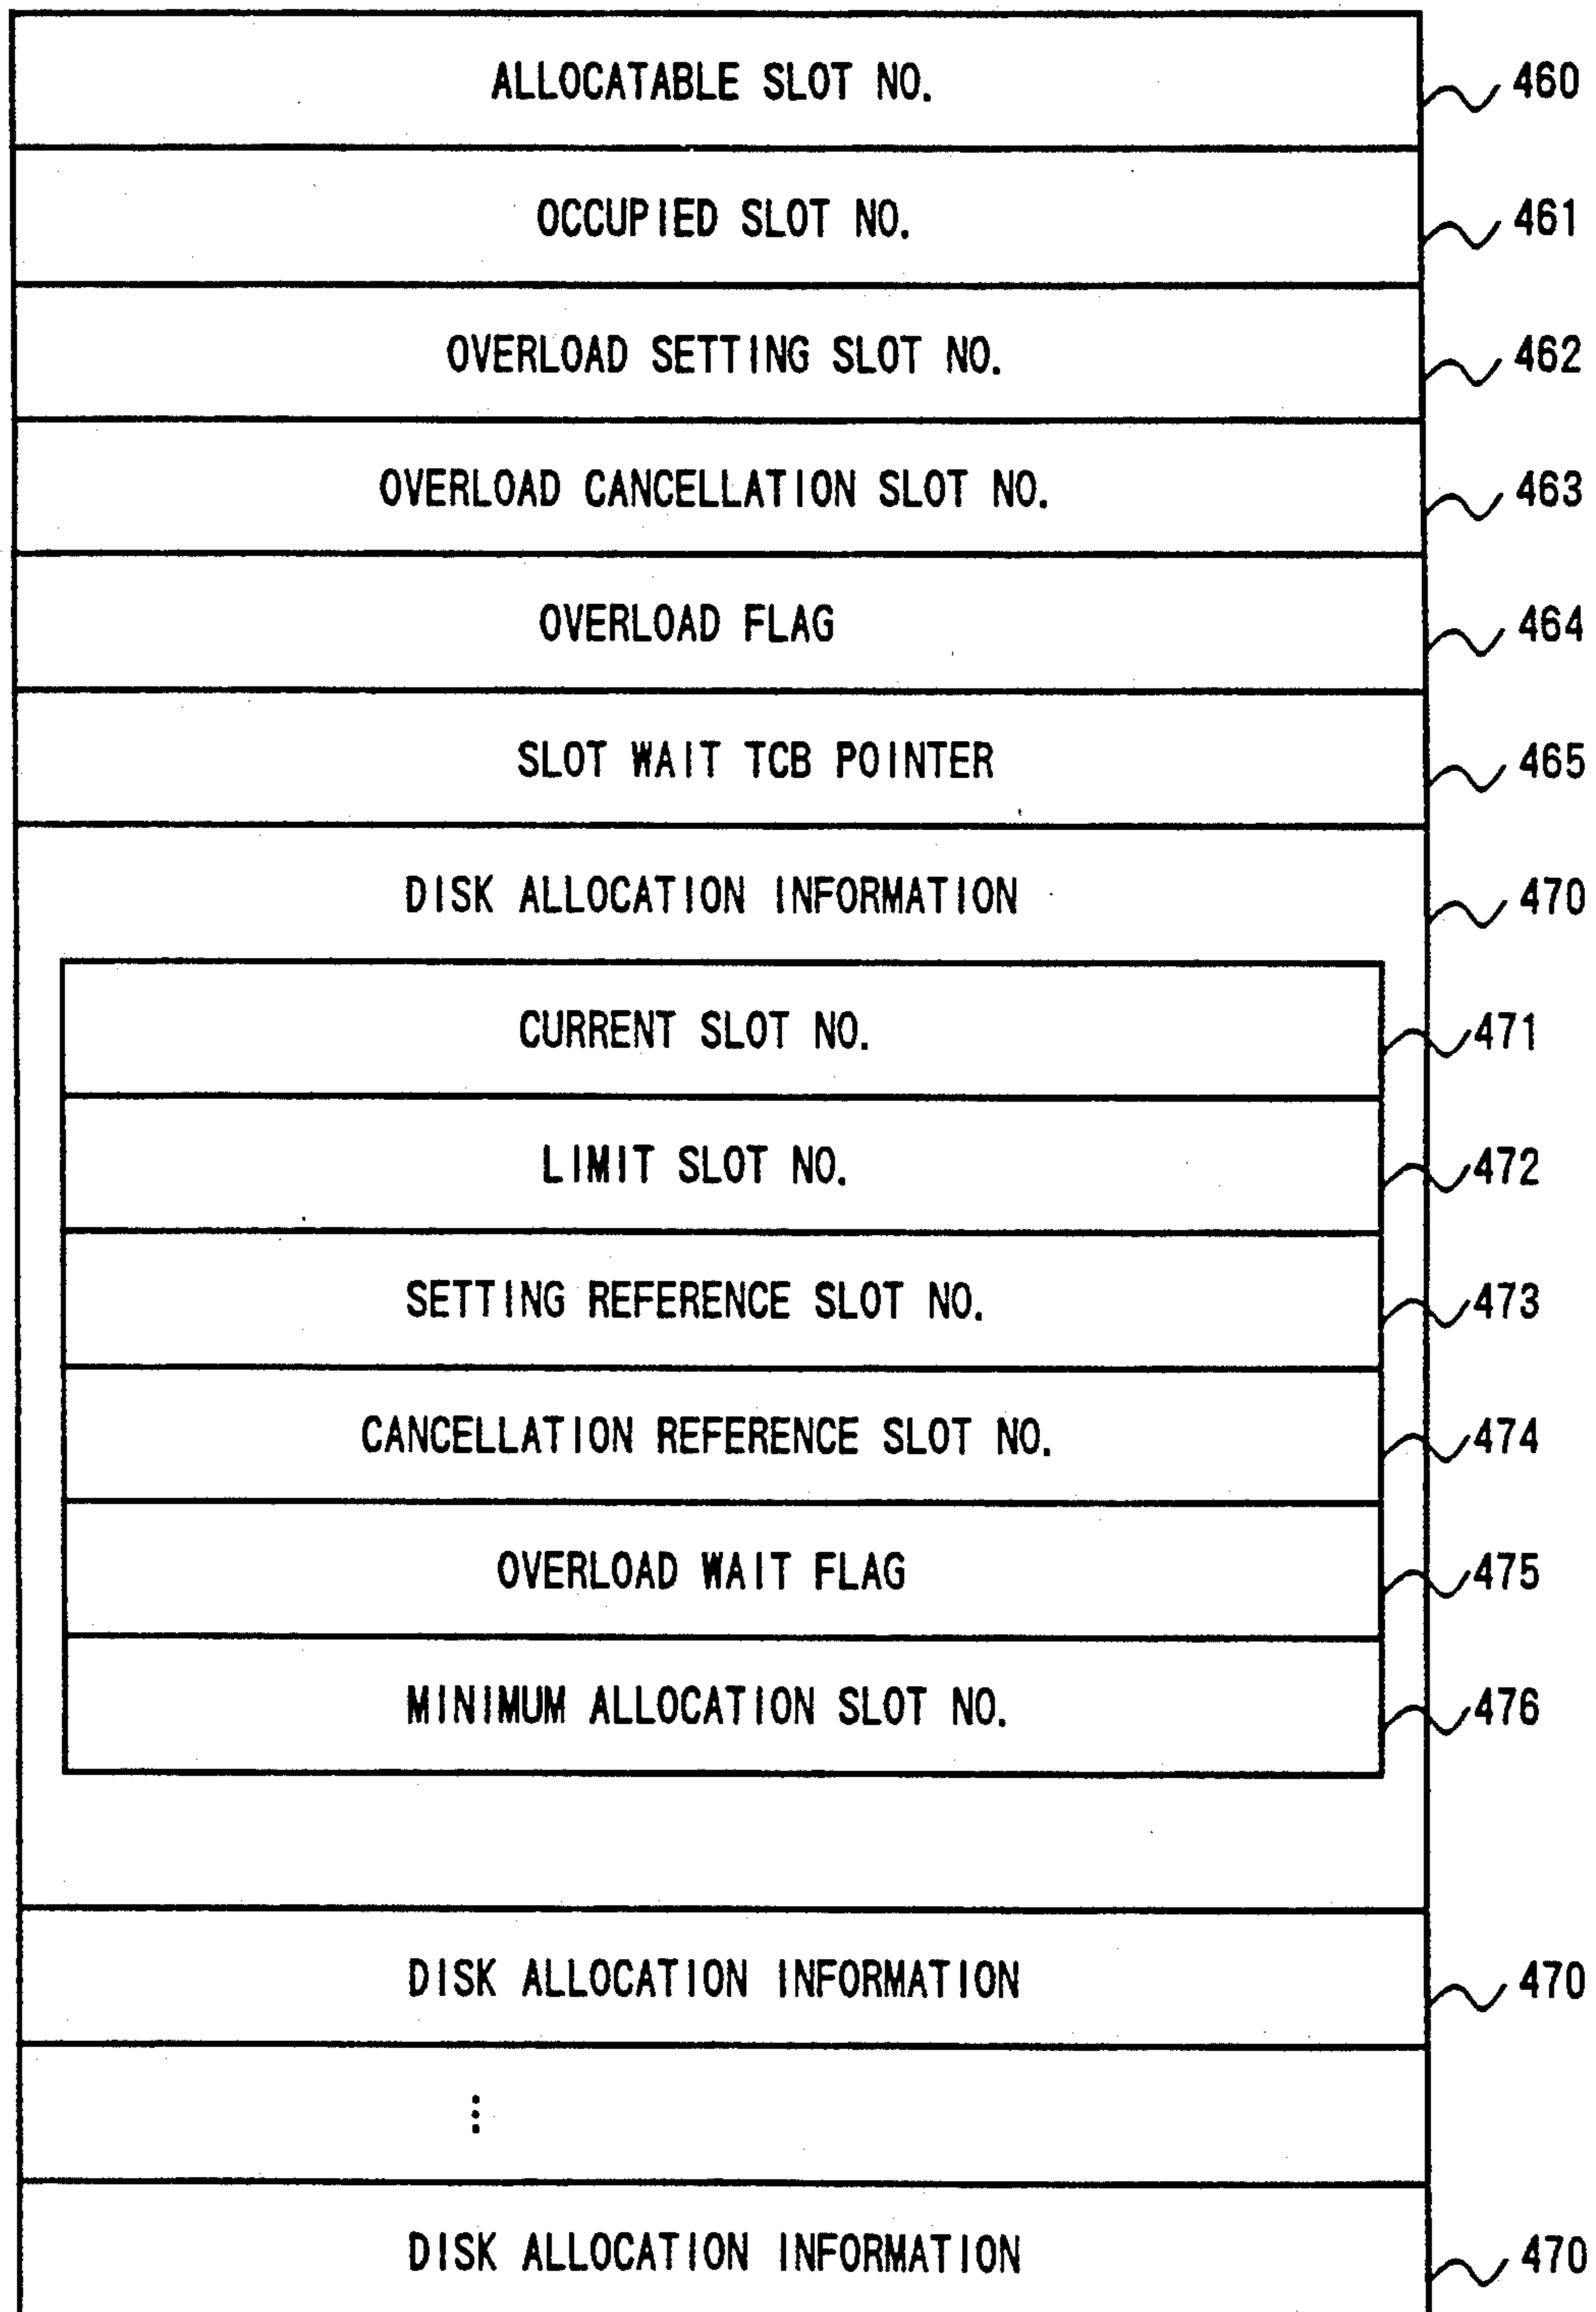 ALLOCATABLE SLOT NO. 460
OCCUPIED SLOT NO. 461
OVERLOAD SETTING SLOT NO. 462
OVERLOAD CANCELLATION SLOT NO. 463
OVERLOAD FLAG 464
SLOT WAIT TCB POINTER 465
DISK ALLOCATION INFORMATION 470
CURRENT SLOT NO. 471
LIMIT SLOT NO. 472
SETTING REFERENCE SLOT NO. 473
CANCELLATION REFERENCE SLOT NO. 474
OVERLOAD WAIT FLAG 475
MINIMUM ALLOCATION SLOT NO. 476
DISK ALLOCATION INFORMATION 470
⋮
DISK ALLOCATION INFORMATION 470